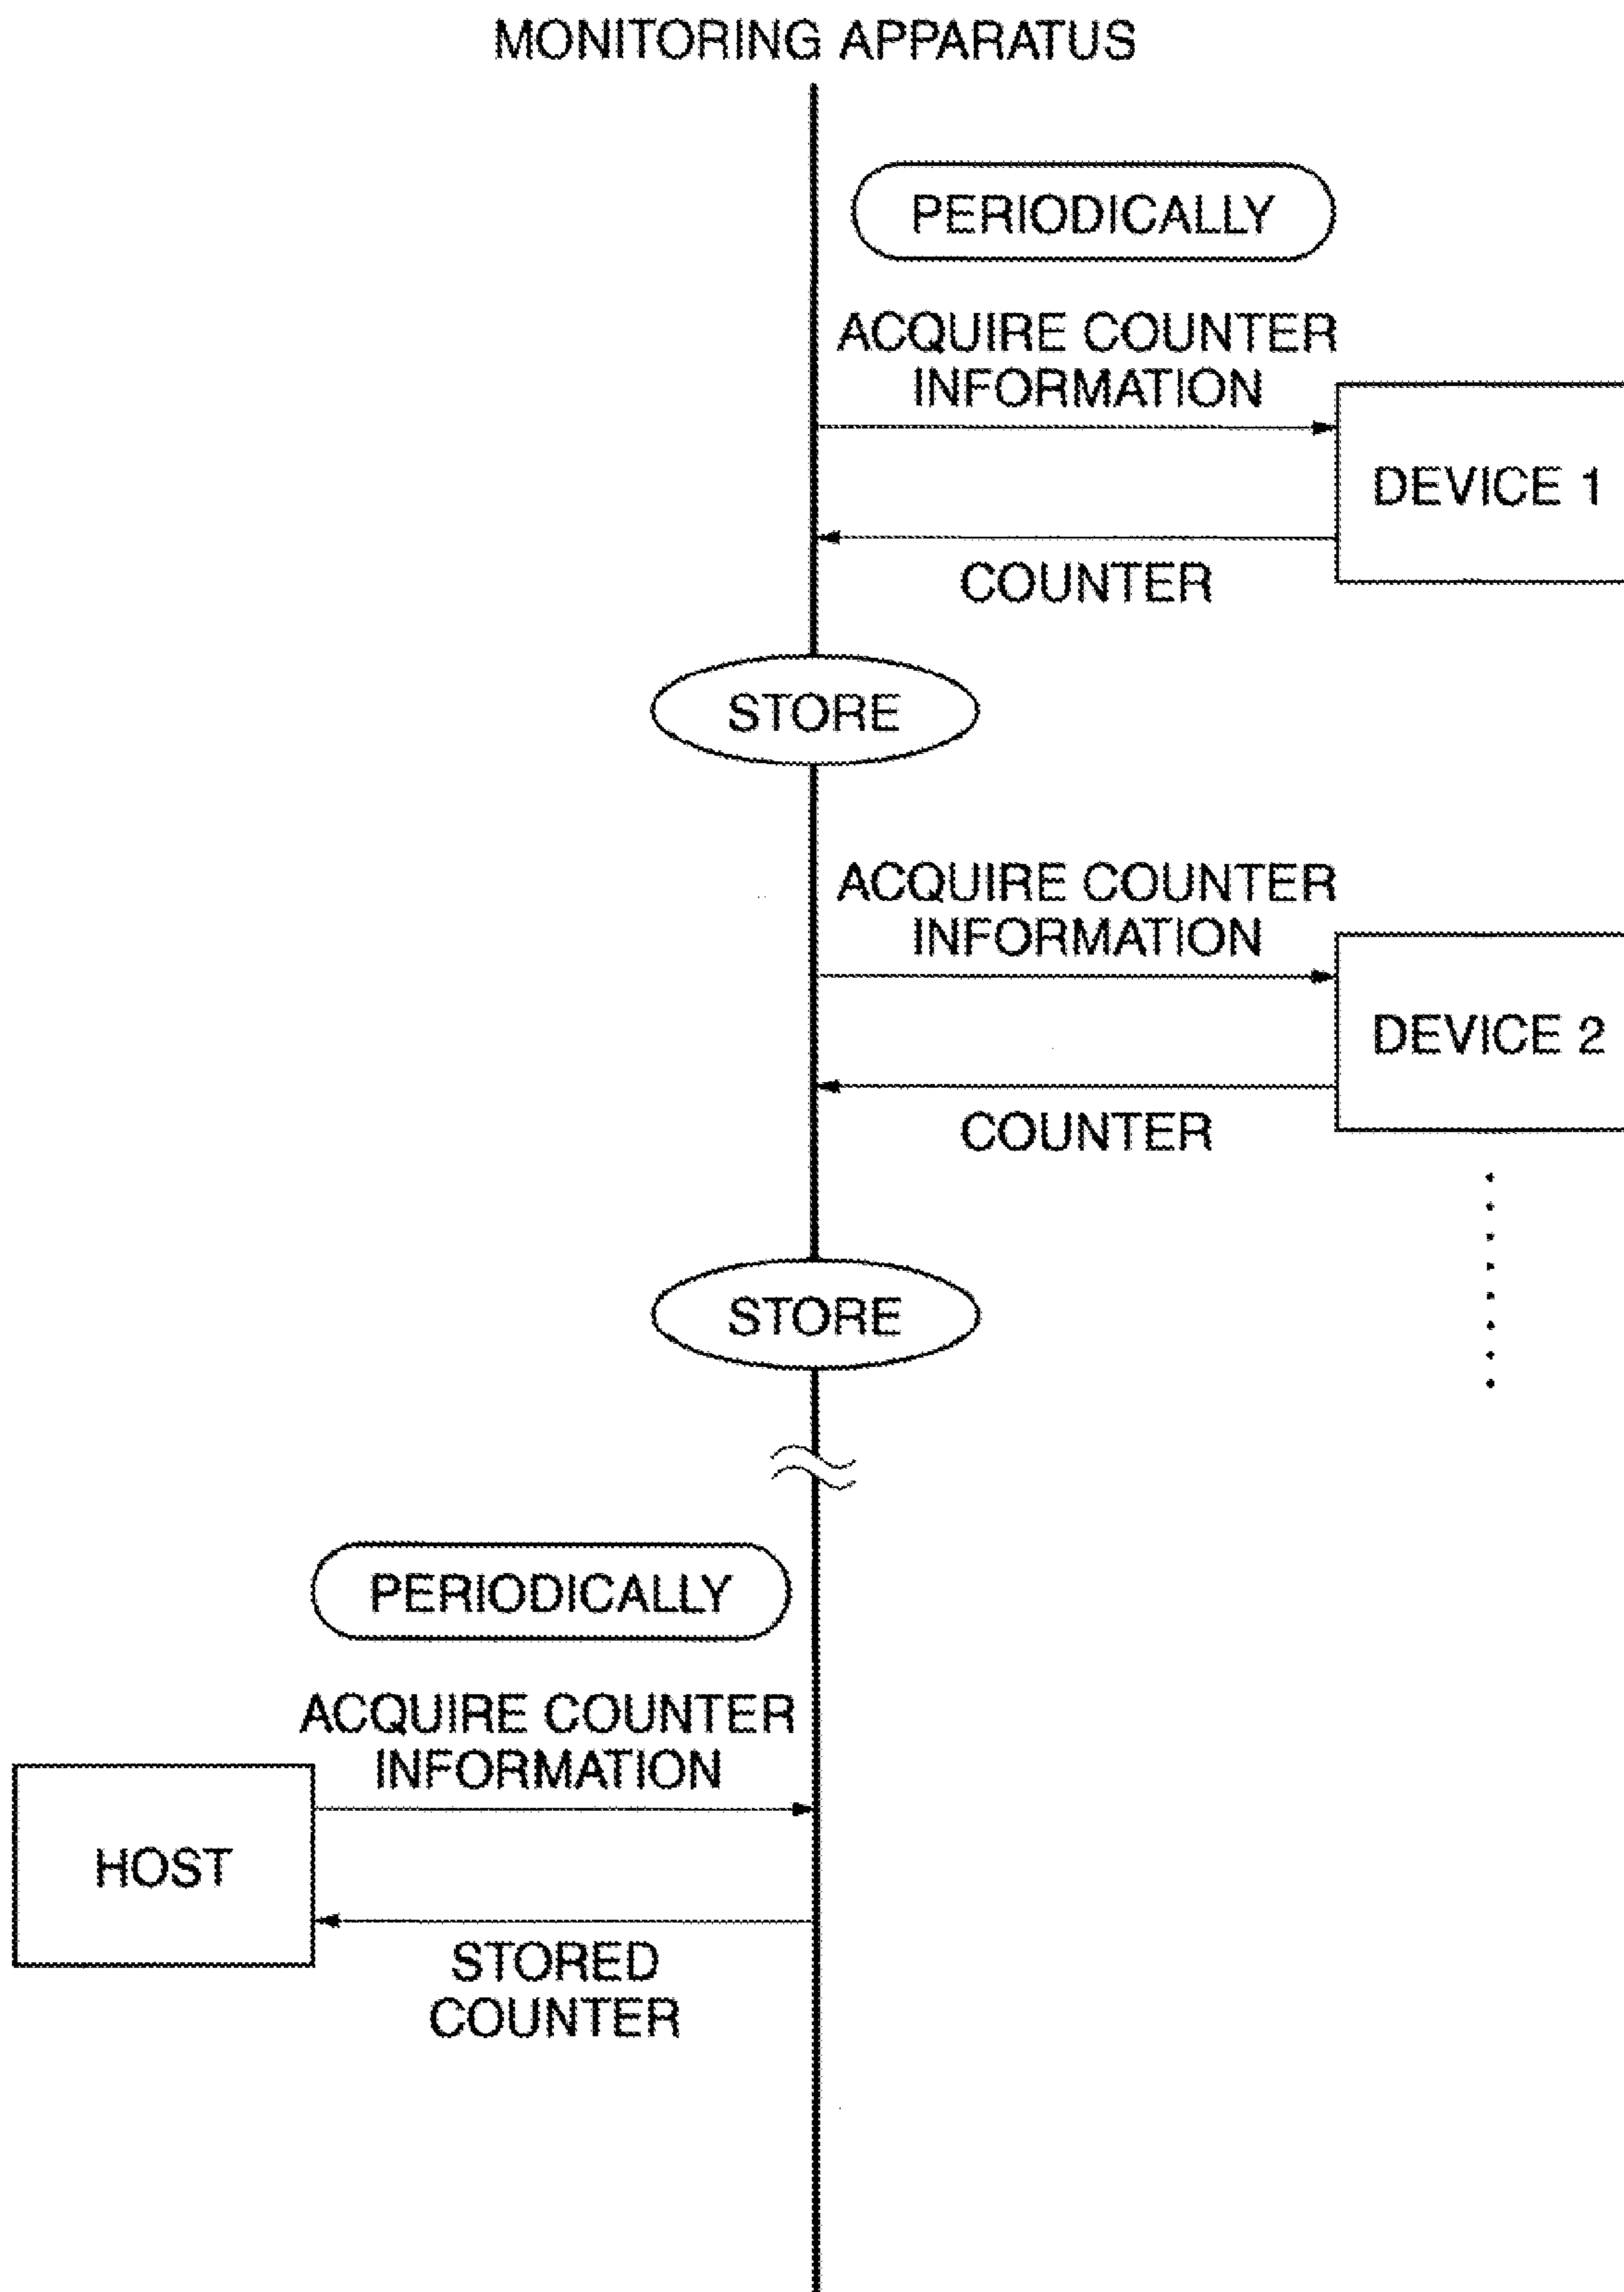 MONITORING APPARATUS
PERIODICALLY
ACQUIRE COUNTER
INFORMATION
DEVICE 1
COUNTER
STORE
ACQUIRE COUNTER
INFORMATION
DEVICE 2
COUNTER
STORE
PERIODICALLY
ACQUIRE COUNTER
INFORMATION
HOST
STORED
COUNTER